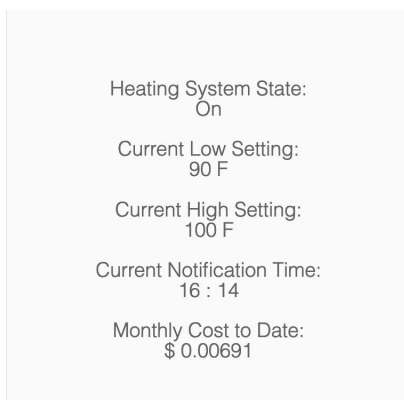 Heating System State:
On
Current Low Setting:
90 F
Current High Setting:
100 F
Current Notification Time:
16 : 14
Monthly Cost to Date:
$ 0.00691